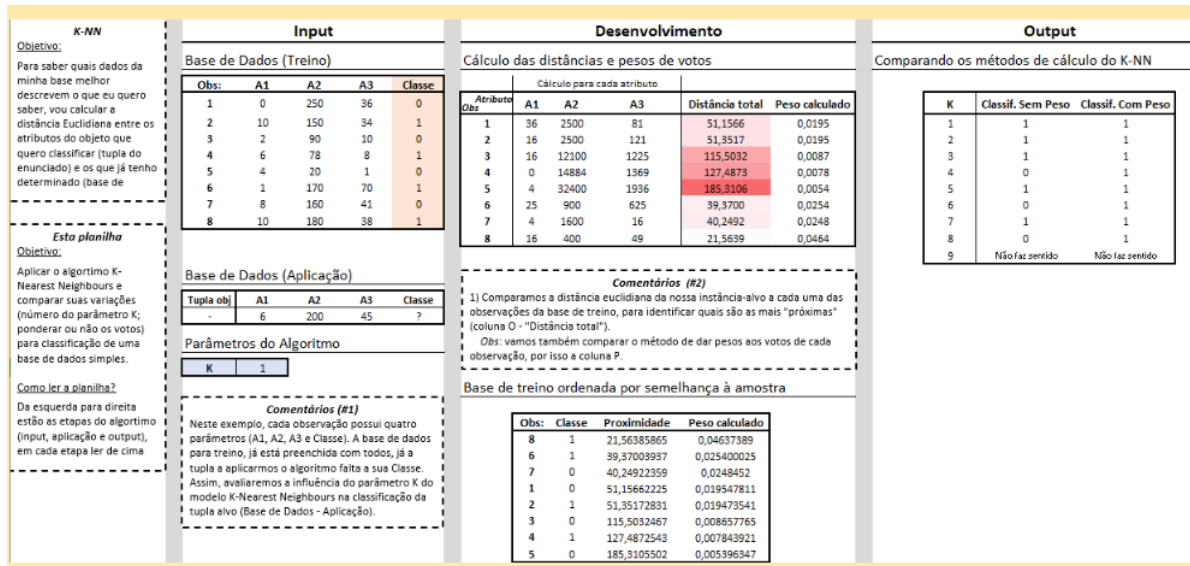 K-NN
Objetivo:
Para saber quais dados da
minha base melhor
descrevem o que eu quero
saber, vou calcular a
distância Euclidiana entre os
atributos do objeto que
quero classificar (tupla do
enunciado) e os que já tenho
determinado (base de
Esta planilha
Objetivo:
Aplicar o algortimo K-
Nearest Neighbours e
comparar suas variações
(número do parâmetro K;
ponderar ou não os votos)
para classificação de uma
base de dados simples.
Como ler a planilha?
Da esquerda para direita
estão as etapas do algortimo
(input, aplicação e output),
em cada etapa ler de cima
Input
Base de Dados (Treino)
Obs: A1 A2 A3 Classe
1 0 250 36 0
2 10 150 34 1
3 2 90 10 0
4 6 78 8 1
5 4 20 1 0
6 1 170 70 1
7 8 160 41 0
8 10 180 38 1
Base de Dados (Aplicação)
Tupla obj A1 A2 A3 Classe
- 6 200 45 ?
Parâmetros do Algoritmo
K 1
Comentários (#1)
Neste exemplo, cada observação possui quatro
parâmetros (A1, A2, A3 e Classe). A base de dados
para treino, já está preenchida com todos, já a
tupla a aplicarmos o algoritmo falta a sua Classe.
Assim, avaliaremos a influência do parâmetro K do
modelo K-Nearest Neighbours na classificação da
tupla alvo (Base de Dados - Aplicação).
Desenvolvimento
Cálculo das distâncias e pesos de votos
Cálculo para cada atributo
Atributo
Obs A1 A2 A3 Distância total Peso calculado
1 36 2500 81 51,1566 0,0195
2 16 2500 121 51,3517 0,0195
3 16 12100 1225 115,5032 0,0087
4 0 14884 1369 127,4873 0,0078
5 4 32400 1936 185,3106 0,0054
6 25 900 625 39,3700 0,0254
7 4 1600 16 40,2492 0,0248
8 16 400 49 21,5639 0,0464
Comentários (#2)
1) Comparamos a distância euclidiana da nossa instância-alvo a cada uma das
observações da base de treino, para identificar quais são as mais "próximas"
(coluna O - "Distância total").
Obs: vamos também comparar o método de dar pesos aos votos de cada
observação, por isso a coluna P.
Base de treino ordenada por semelhança à amostra
Obs: Classe Proximidade Peso calculado
8 1 21,56385865 0,04637389
6 1 39,37003937 0,025400025
7 0 40,24922359 0,0248452
1 0 51,15662225 0,019547811
2 1 51,35172831 0,019473541
3 0 115,5032467 0,008657765
4 1 127,4872543 0,007843921
5 0 185,3105502 0,005396347
Output
Comparando os métodos de cálculo do K-NN
K Classif. Sem Peso Classif. Com Peso
1 1 1
2 1 1
3 1 1
4 0 1
5 1 1
6 0 1
7 1 1
8 0 1
9 Não faz sentido Não faz sentido